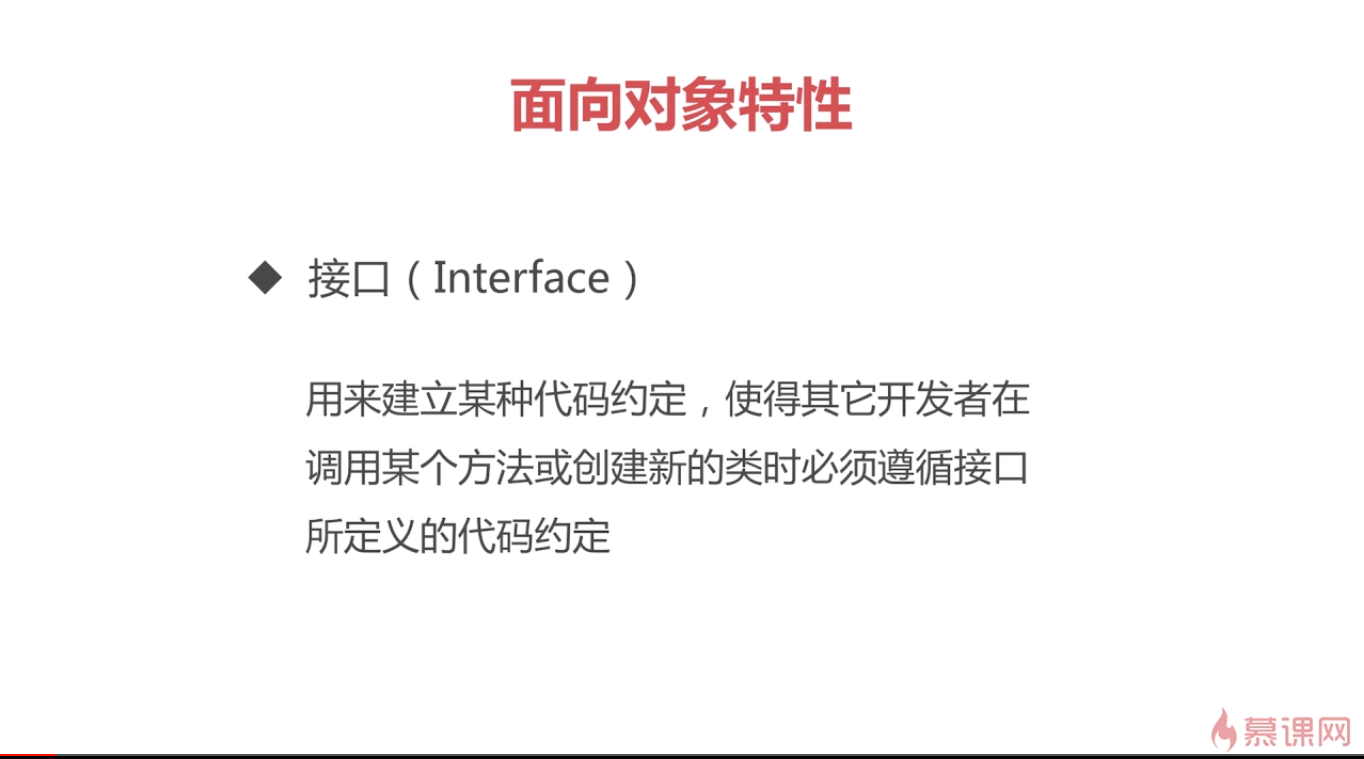 面向对象特性
◆ 接口（Interface）
用来建立某种代码约定，使得其它开发者在
调用某个方法或创建新的类时必须遵循接口
所定义的代码约定
慕课网